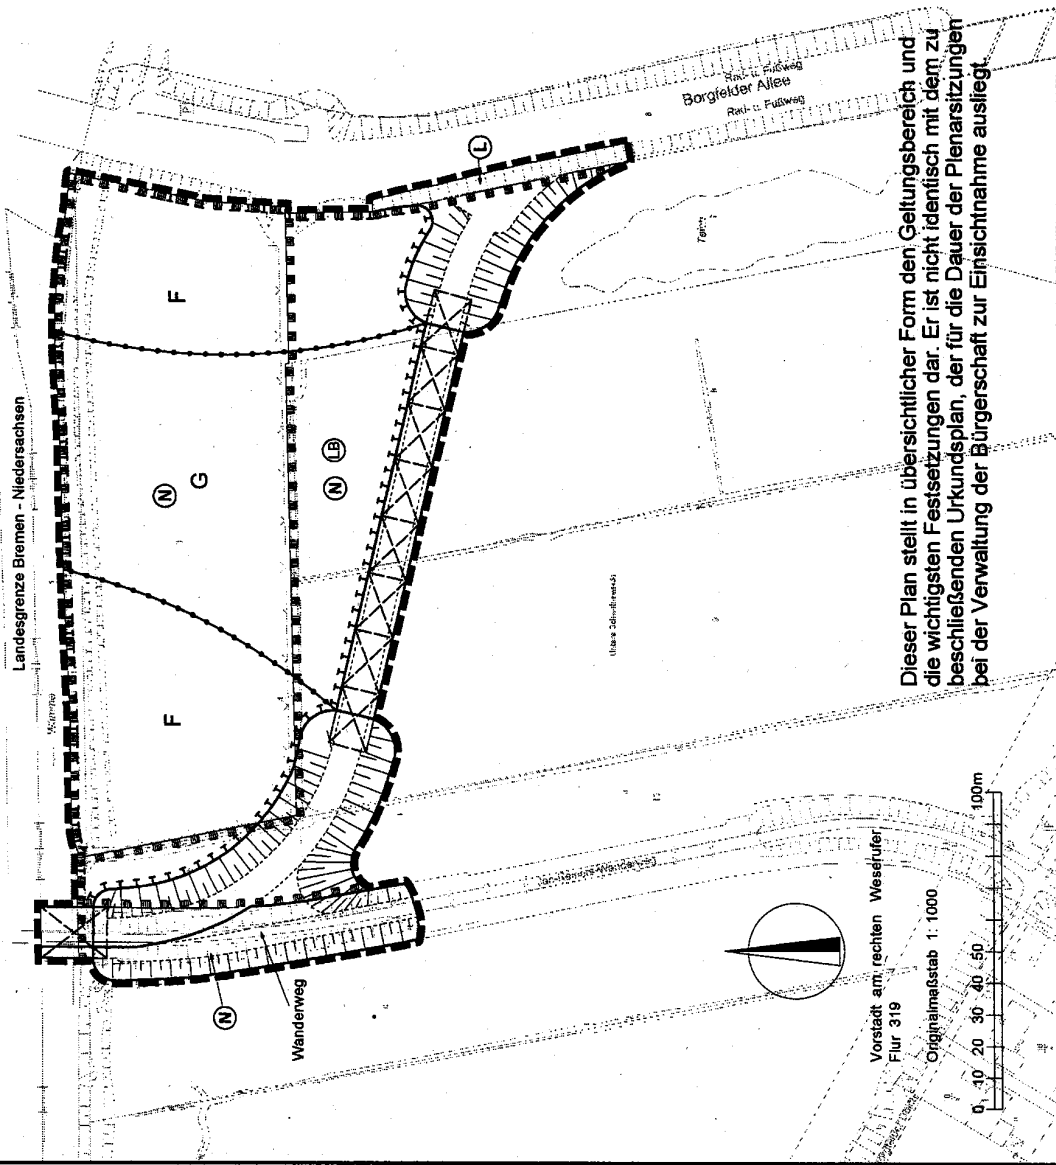 Landesgrenze Bremen - Niedersachsen
Wümme
F
N
G
F
N
LB
L
Rad- u. Fußweg
Borgfelder Allee
Rad- u. Fußweg
Teich
N
Wanderweg
Dieser Plan stellt in übersichtlicher Form den Geltungsbereich und
die wichtigsten Festsetzungen dar. Er ist nicht identisch mit dem zu
beschließenden Urkundsplan, der für die Dauer der Plenarsitzungen
bei der Verwaltung der Bürgerschaft zur Einsichtnahme ausliegt.
Vorstadt am rechten Weserufer
Flur 319
Originalmaßstab 1: 1000
0 10 20 30 40 50 100m